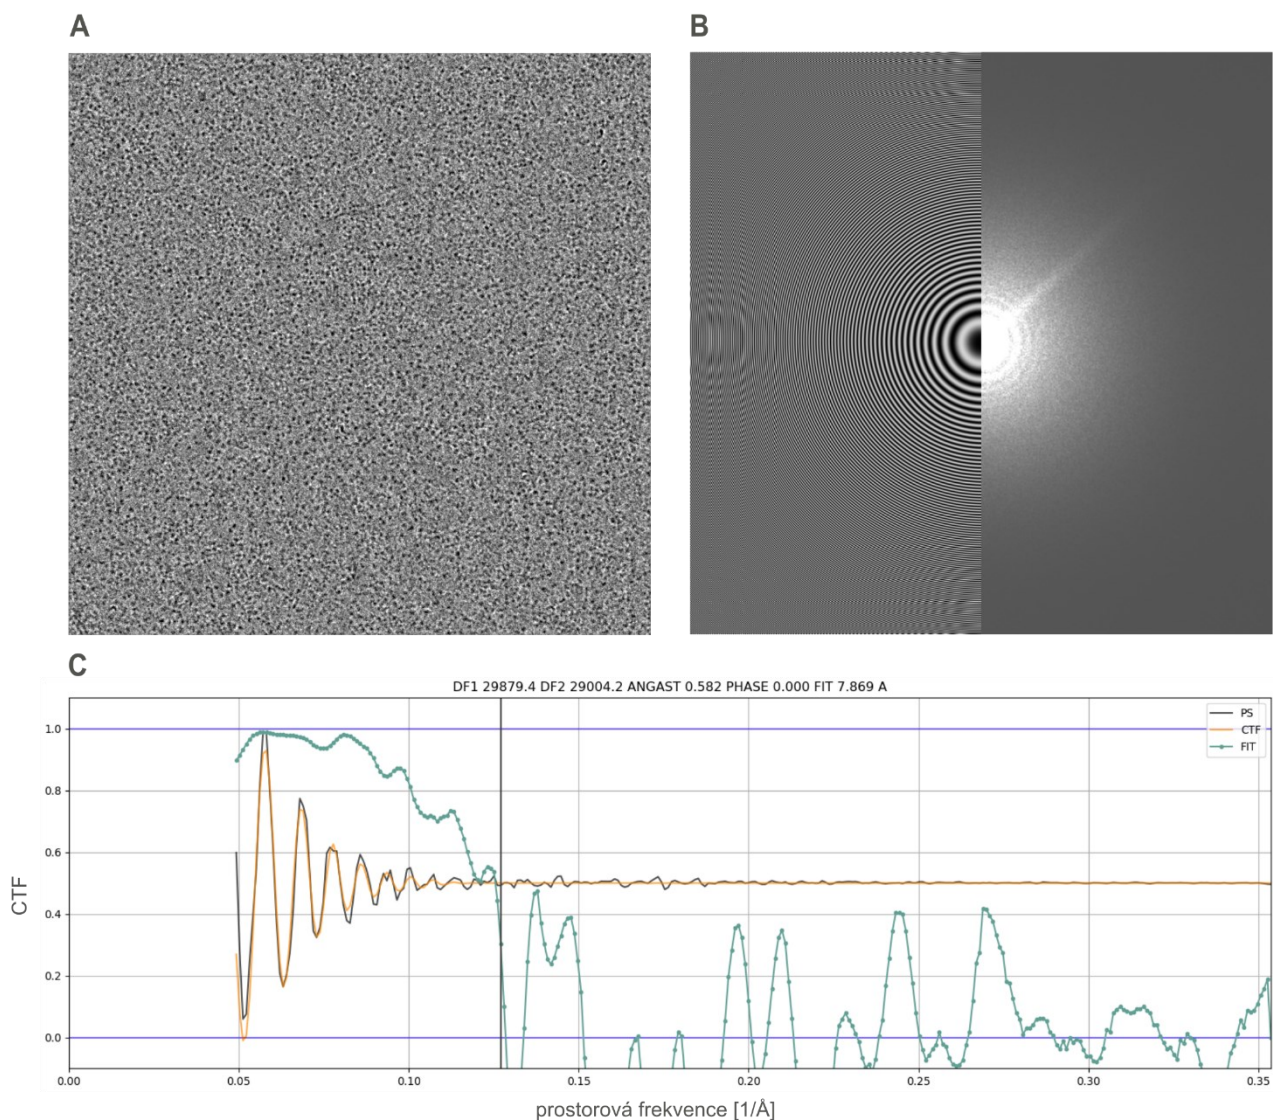 A
B
C
DF1 29879.4 DF2 29004.2 ANGAST 0.582 PHASE 0.000 FIT 7.869 A
PS
CTF
FIT
1.0
0.8
0.6
0.4
0.2
0.0
CTF
0.00 0.05 0.10 0.15 0.20 0.25 0.30 0.35
prostorová frekvence [1/Å]